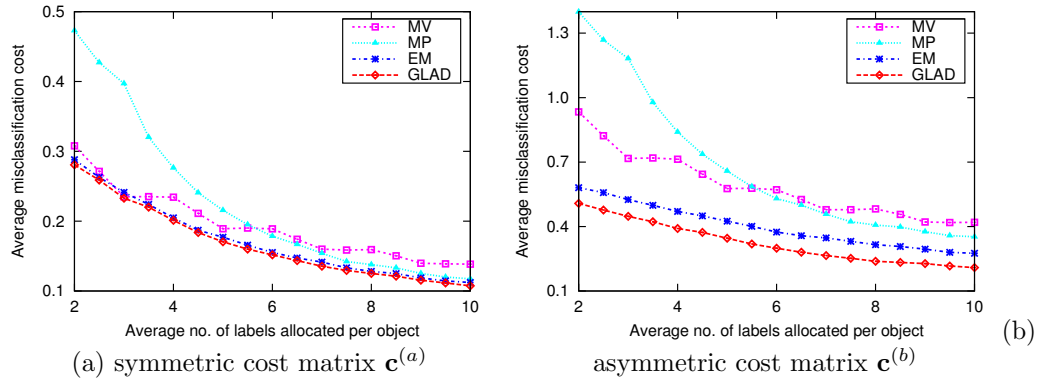 0.5
0.4
0.3
0.2
0.1
2
4
6
8
10
Average misclassification cost
Average no. of labels allocated per object
MV
MP
EM
GLAD
(a) symmetric cost matrix c^(a)
1.3
1.0
0.7
0.4
0.1
2
4
6
8
10
Average misclassification cost
Average no. of labels allocated per object
MV
MP
EM
GLAD
(b)
asymmetric cost matrix c^(b)